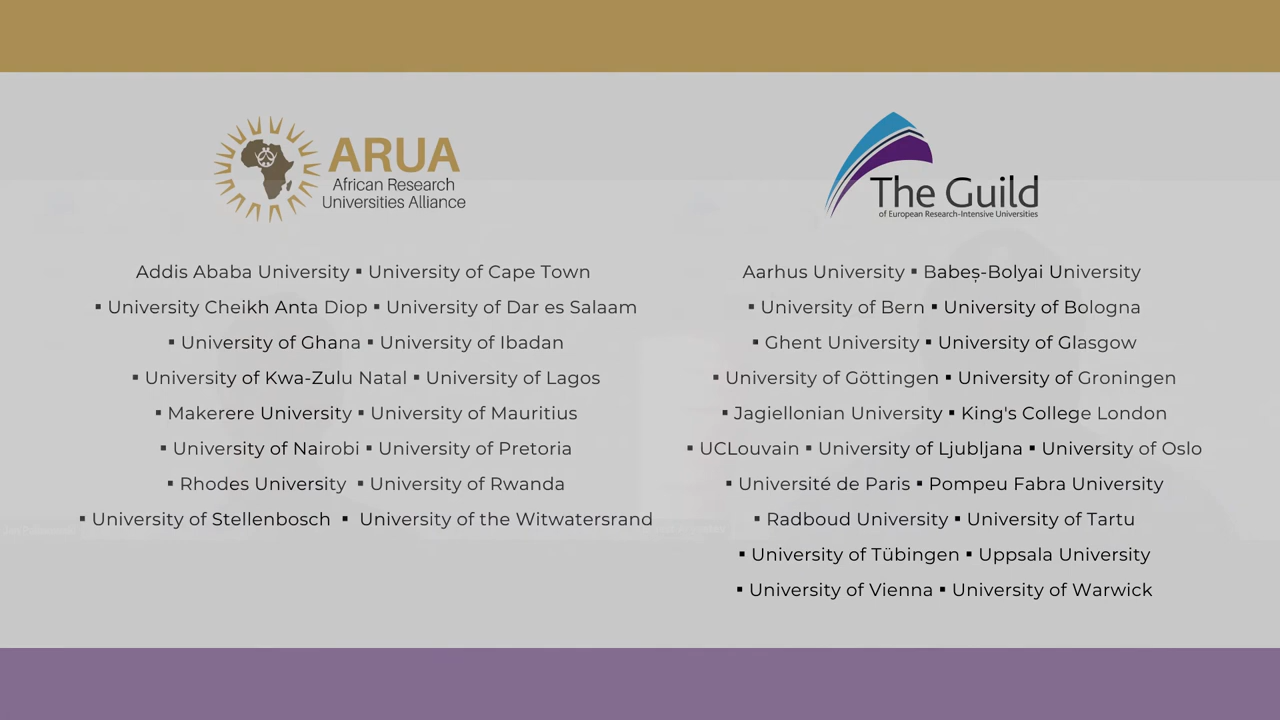 ARUA
African Research
Universities Alliance
Addis Ababa University ▪ University of Cape Town
▪ University Cheikh Anta Diop ▪ University of Dar es Salaam
▪ University of Ghana ▪ University of Ibadan
▪ University of Kwa-Zulu Natal ▪ University of Lagos
▪ Makerere University ▪ University of Mauritius
▪ University of Nairobi ▪ University of Pretoria
▪ Rhodes University ▪ University of Rwanda
▪ University of Stellenbosch ▪ University of the Witwatersrand
The Guild
of European Research-Intensive Universities
Aarhus University ▪ Babeș-Bolyai University
▪ University of Bern ▪ University of Bologna
▪ Ghent University ▪ University of Glasgow
▪ University of Göttingen ▪ University of Groningen
▪ Jagiellonian University ▪ King's College London
▪ UCLouvain ▪ University of Ljubljana ▪ University of Oslo
▪ Université de Paris ▪ Pompeu Fabra University
▪ Radboud University ▪ University of Tartu
▪ University of Tübingen ▪ Uppsala University
▪ University of Vienna ▪ University of Warwick